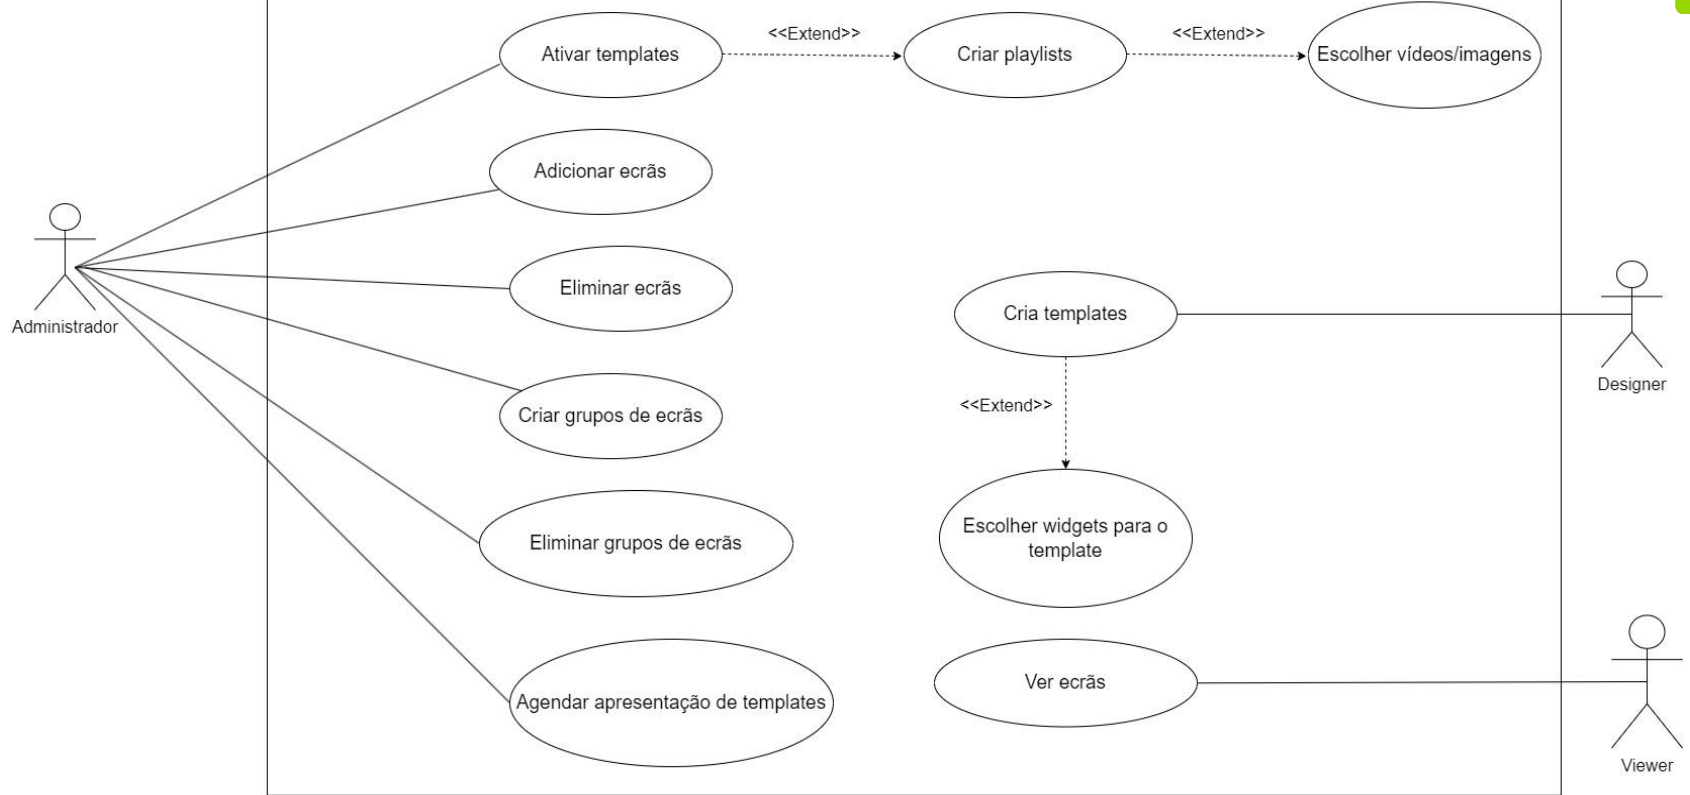 <<Extend>>
<<Extend>>
Ativar templates
Criar playlists
Escolher vídeos/imagens
Adicionar ecrãs
Eliminar ecrãs
Administrador
Cria templates
Designer
<<Extend>>
Criar grupos de ecrãs
Escolher widgets para o
template
Eliminar grupos de ecrãs
Ver ecrãs
Agendar apresentação de templates
Viewer